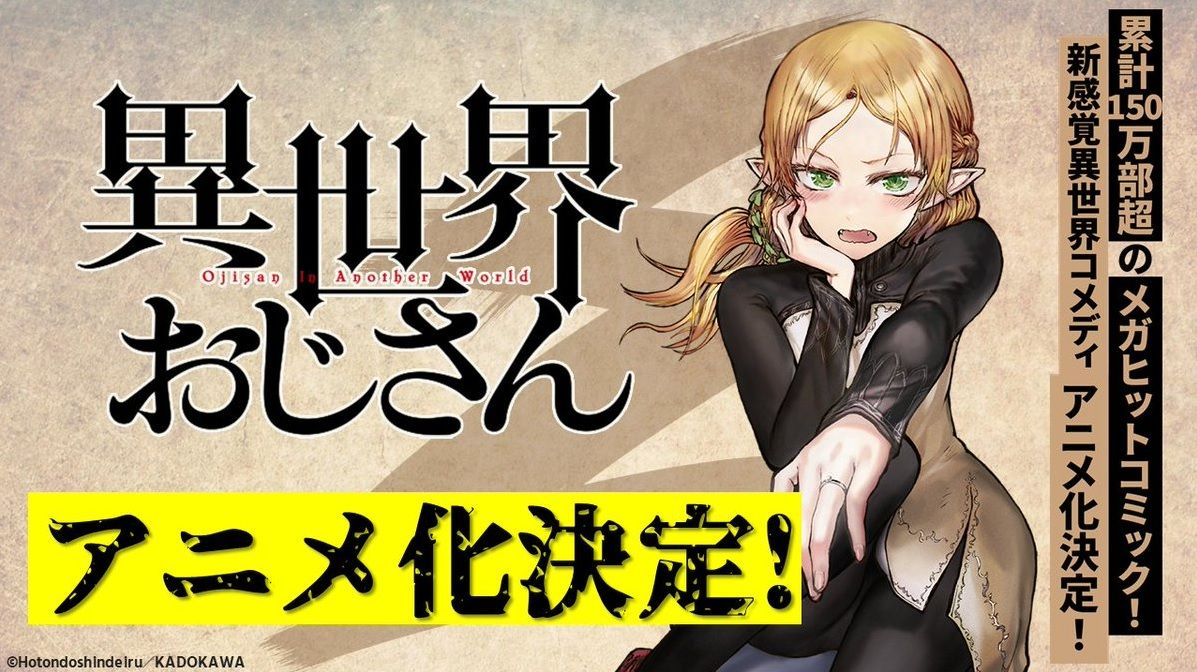 異世界
Ojisan In Another World
おじさん
アニメ化決定!
累計150万部超のメガヒットコミック!
新感覚異世界コメディ アニメ化決定!
©Hotondoshindeiru/KADOKAWA